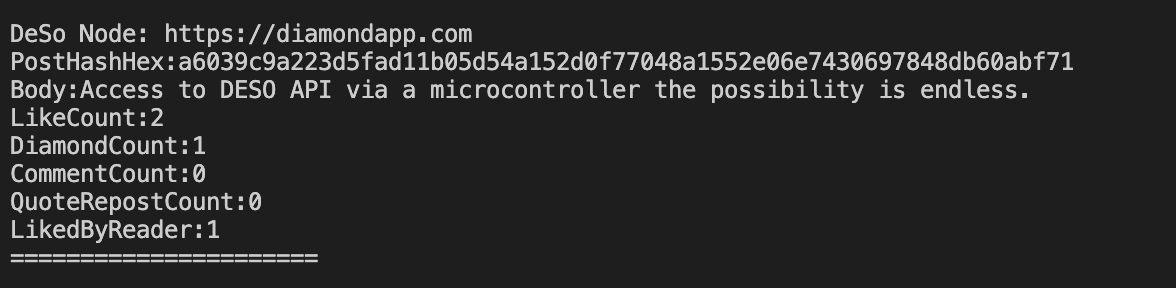 DeSo Node: https://diamondapp.com
PostHashHex:a6039c9a223d5fad11b05d54a152d0f77048a1552e06e7430697848db60abf71
Body:Access to DESO API via a microcontroller the possibility is endless.
LikeCount:2
DiamondCount:1
CommentCount:0
QuoteRepostCount:0
LikedByReader:1
======================